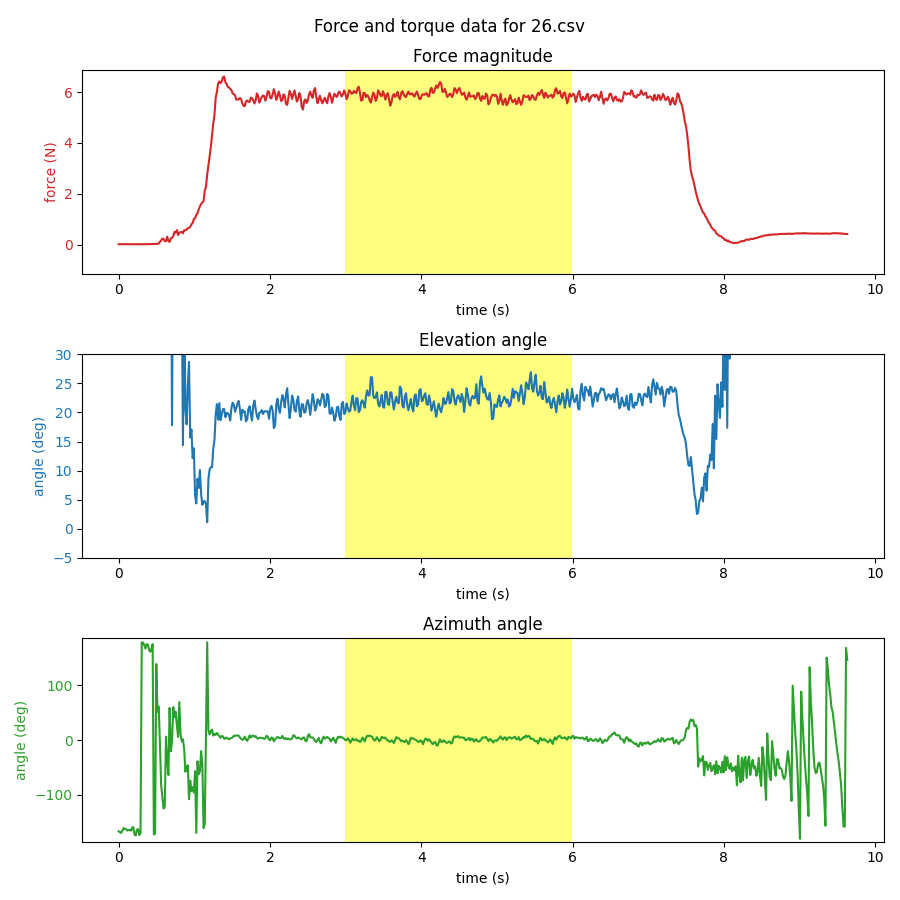 Force and torque data for 26.csv
Force magnitude
6
4
2
0
force (N)
0 2 4 6 8 10
time (s)
Elevation angle
30
25
20
15
10
5
0
−5
angle (deg)
0 2 4 6 8 10
time (s)
Azimuth angle
100
0
−100
angle (deg)
0 2 4 6 8 10
time (s)